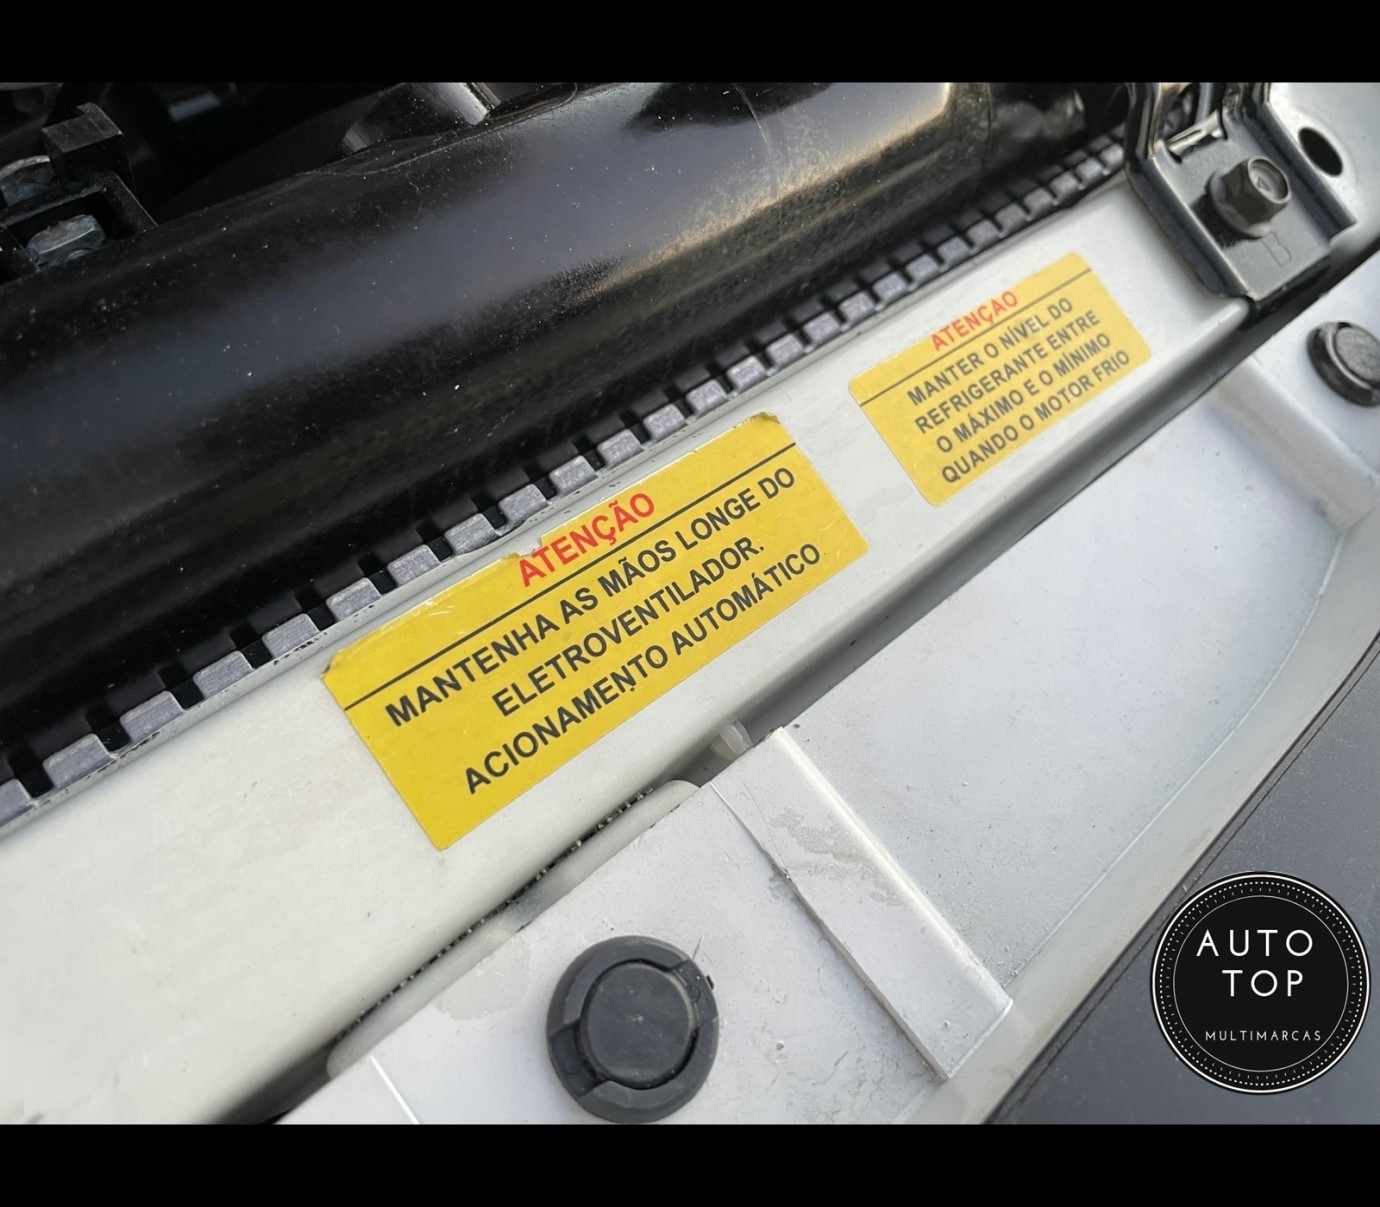 ATENÇÃO
MANTENHA AS MÃOS LONGE DO
ELETROVENTILADOR.
ACIONAMENTO AUTOMÁTICO
ATENÇÃO
MANTER O NÍVEL DO
REFRIGERANTE ENTRE
O MÁXIMO E O MÍNIMO
QUANDO O MOTOR FRIO
AUTO
TOP
MULTIMARCAS